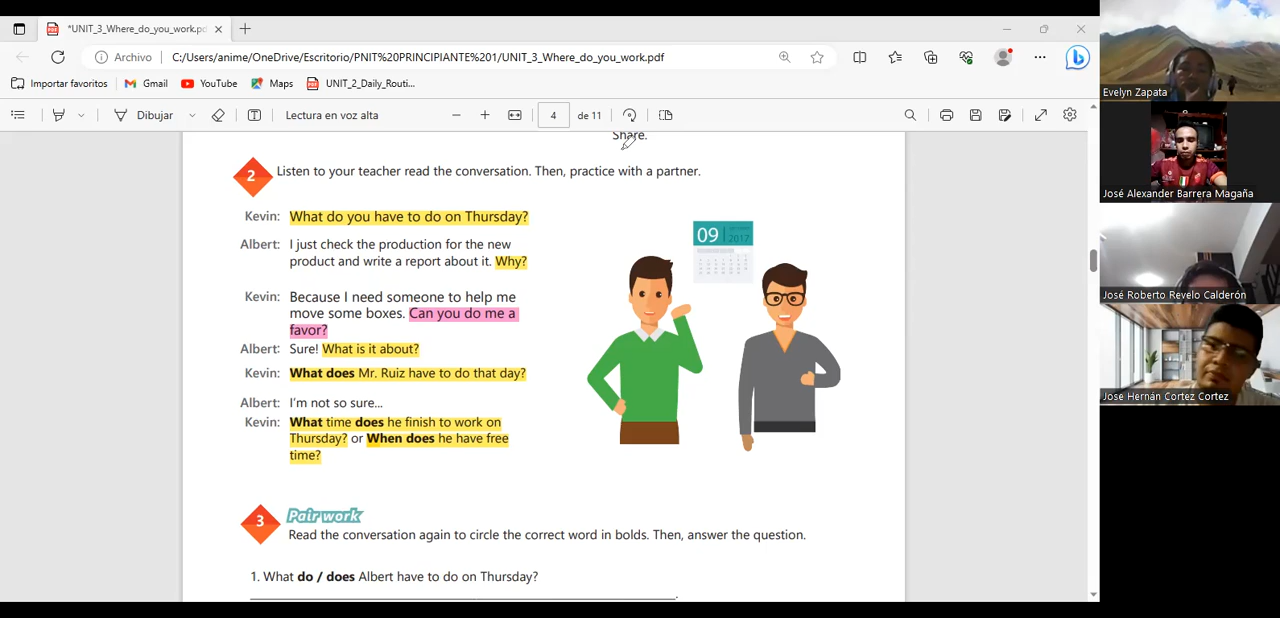 *UNIT_3_Where_do_you_work.pd
Archivo
C:/Users/anime/OneDrive/Escritorio/PNIT%20PRINCIPIANTE%201/UNIT_3_Where_do_you_work.pdf
Importar favoritos
Gmail
YouTube
Maps
UNIT_2_Daily_Routi...
Dibujar
Lectura en voz alta
4
de 11
Share.
2
Listen to your teacher read the conversation. Then, practice with a partner.
Kevin: What do you have to do on Thursday?
Albert: I just check the production for the new
product and write a report about it. Why?
Kevin: Because I need someone to help me
move some boxes. Can you do me a
favor?
Albert: Sure! What is it about?
Kevin: What does Mr. Ruiz have to do that day?
Albert: I'm not so sure...
Kevin: What time does he finish to work on
Thursday? or When does he have free
time?
09
2017
3
Pair work
Read the conversation again to circle the correct word in bolds. Then, answer the question.
1. What do / does Albert have to do on Thursday?
Evelyn Zapata
José Alexander Barrera Magaña
José Roberto Revelo Calderón
Jose Hernán Cortez Cortez